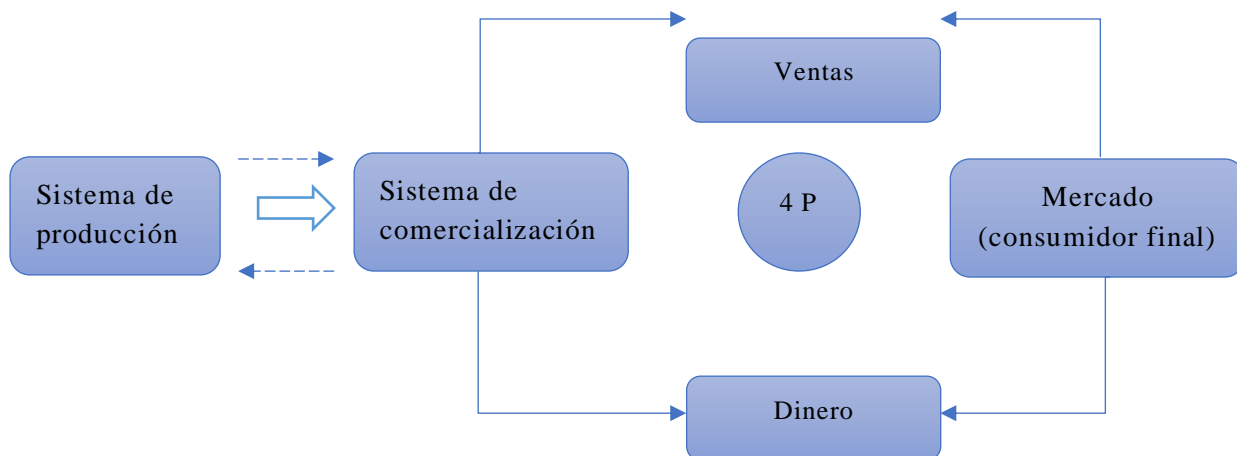 Ventas
Sistema de
producción
Sistema de
comercialización
4 P
Mercado
(consumidor final)
Dinero